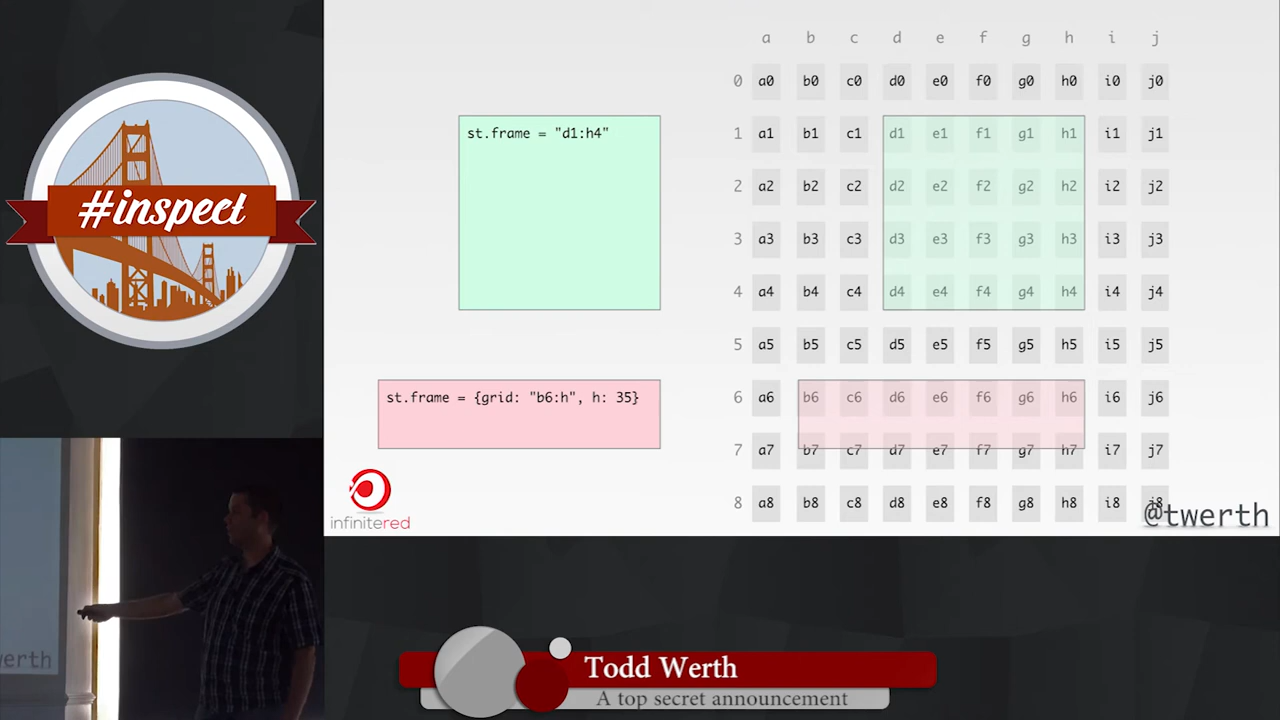 #inspect
a b c d e f g h i j
0 a0 b0 c0 d0 e0 f0 g0 h0 i0 j0
st.frame = "d1:h4"
1 a1 b1 c1 d1 e1 f1 g1 h1 i1 j1
2 a2 b2 c2 d2 e2 f2 g2 h2 i2 j2
3 a3 b3 c3 d3 e3 f3 g3 h3 i3 j3
4 a4 b4 c4 d4 e4 f4 g4 h4 i4 j4
5 a5 b5 c5 d5 e5 f5 g5 h5 i5 j5
st.frame = {grid: "b6:h", h: 35}
6 a6 b6 c6 d6 e6 f6 g6 h6 i6 j6
7 a7 b7 c7 d7 e7 f7 g7 h7 i7 j7
8 a8 b8 c8 d8 e8 f8 g8 h8 i8 j8
infinitered
@twerth
werth
Todd Werth
A top secret announcement